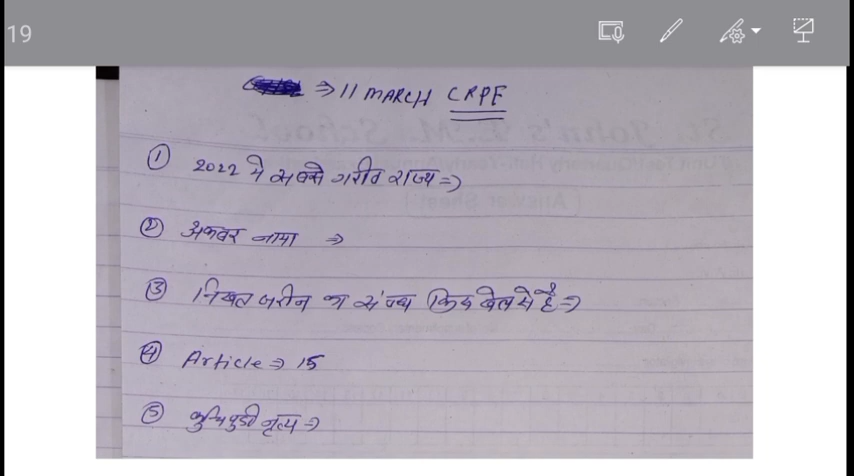 19
⇒ 11 MARCH CRPF
① 2022 मे सबसे गरीब राज्य ⇒
② अकबर नामा ⇒
③ निखत जरीन का संबंध किस खेल से है ⇒
④ Article ⇒ 15
⑤ कुचिपुडी नृत्य ⇒